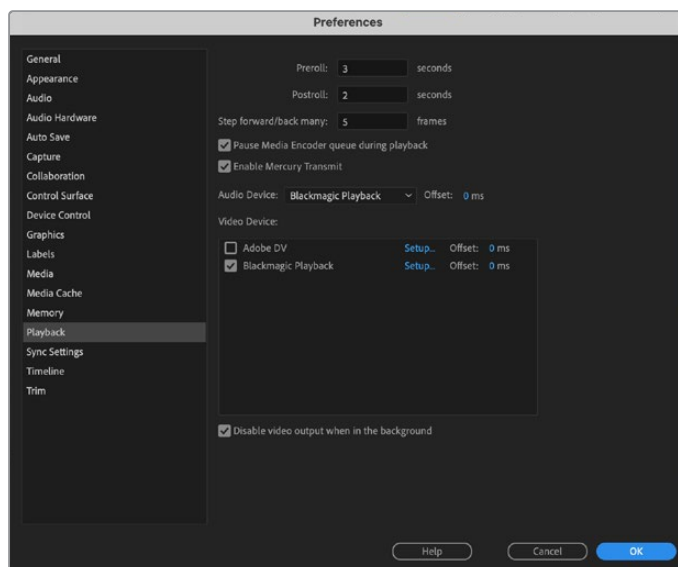 Preferences
General
Appearance
Audio
Audio Hardware
Auto Save
Capture
Collaboration
Control Surface
Device Control
Graphics
Labels
Media
Media Cache
Memory
Playback
Sync Settings
Timeline
Trim
Preroll: 3 seconds
Postroll: 2 seconds
Step forward/back many: 5 frames
Pause Media Encoder queue during playback
Enable Mercury Transmit
Audio Device: Blackmagic Playback Offset: 0 ms
Video Device:
Adobe DV Setup... Offset: 0 ms
Blackmagic Playback Setup... Offset: 0 ms
Disable video output when in the background
Help Cancel OK